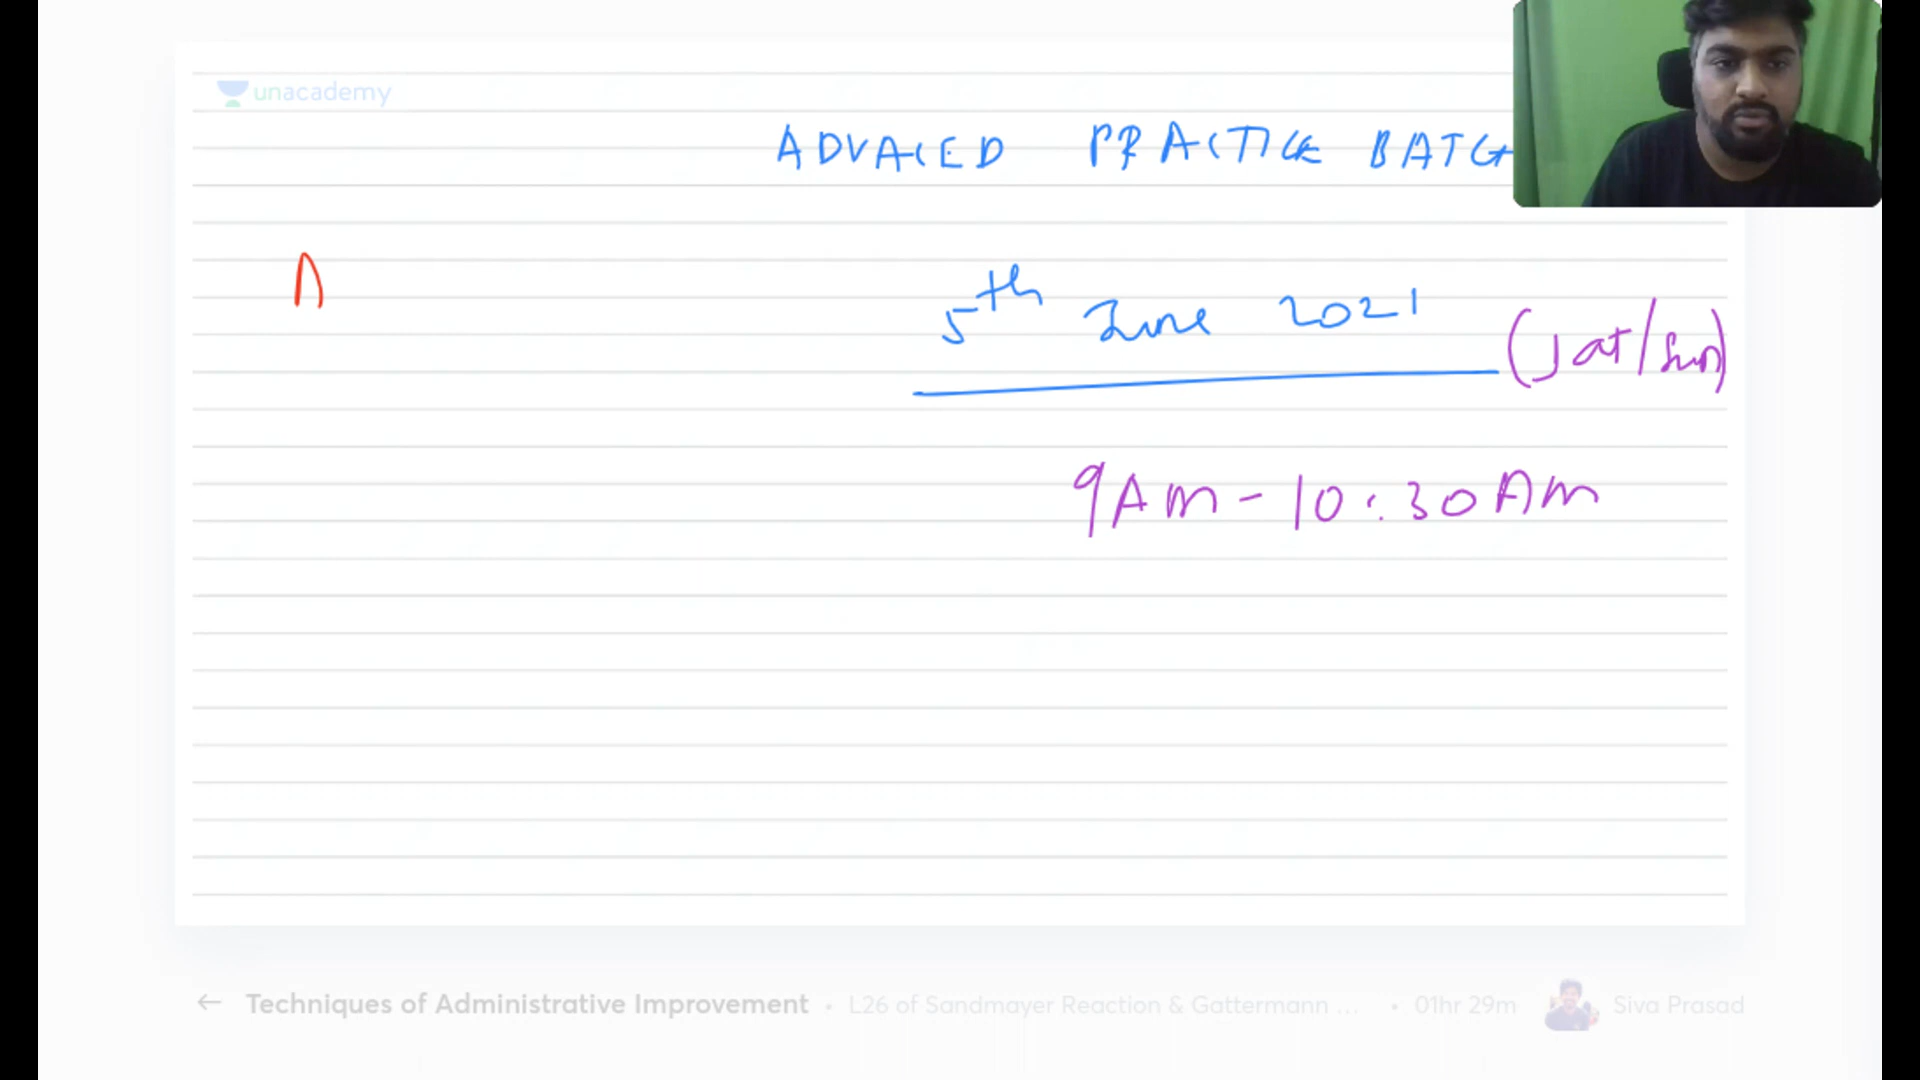 unacademy
ADVACED PRACTICE BATCH
5th June 2021 (Sat/Sun)
9AM - 10:30AM
← Techniques of Administrative Improvement • L26 of Sandmayer Reaction & Gattermann ... • 01hr 29m Siva Prasad